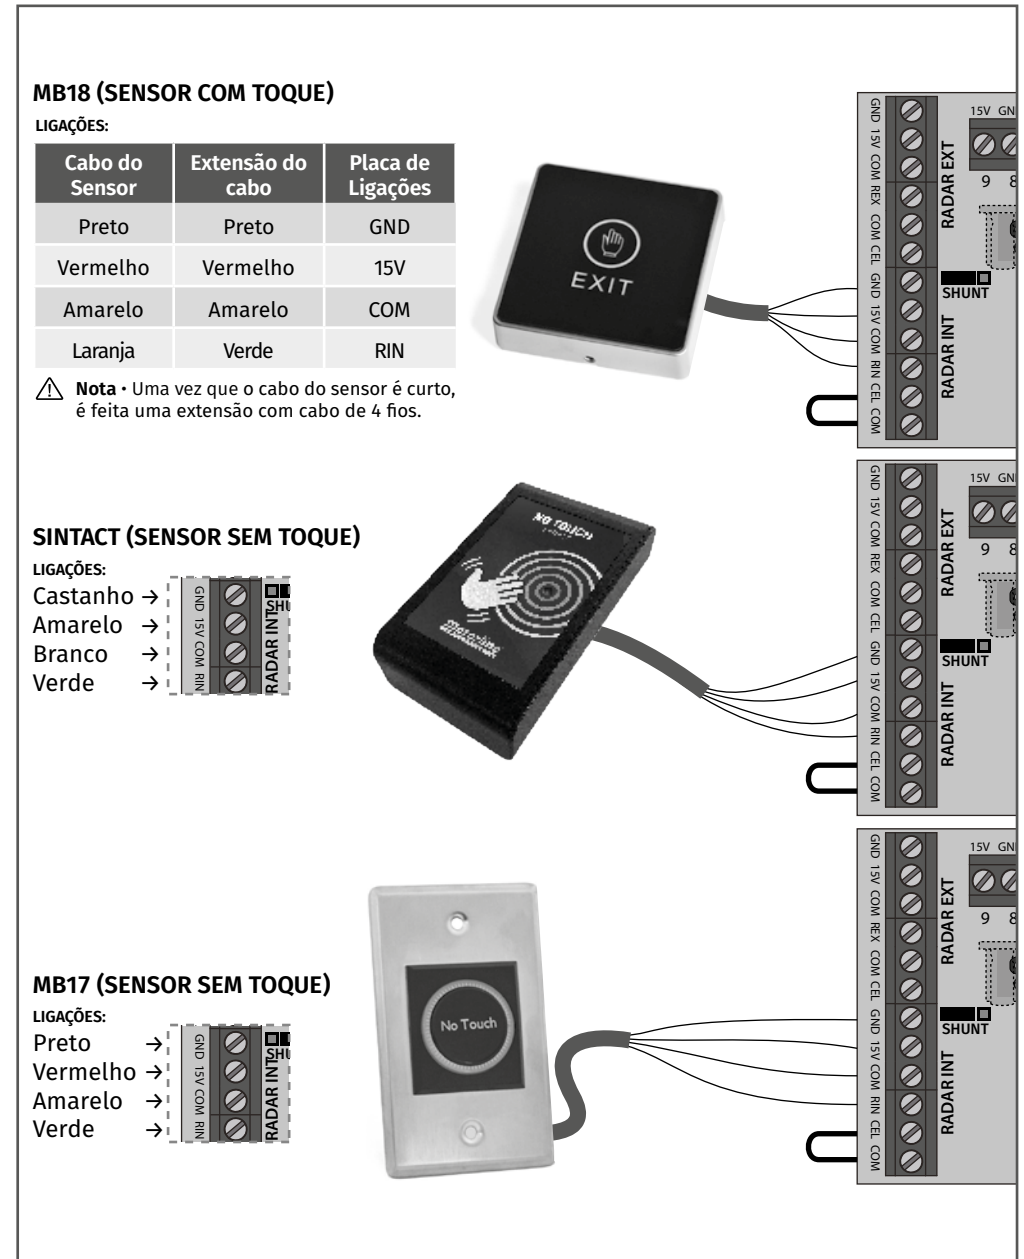 MB18 (SENSOR COM TOQUE)
LIGAÇÕES:
Cabo do Sensor | Extensão do cabo | Placa de Ligações
Preto | Preto | GND
Vermelho | Vermelho | 15V
Amarelo | Amarelo | COM
Laranja | Verde | RIN
Nota • Uma vez que o cabo do sensor é curto,
é feita uma extensão com cabo de 4 fios.
EXIT
GND 15V COM REX COM CEL GND 15V COM RIN CEL COM
RADAR EXT
RADAR INT
SHUNT
15V GN
9 8
SINTACT (SENSOR SEM TOQUE)
LIGAÇÕES:
Castanho →
Amarelo →
Branco →
Verde →
GND 15V COM RIN
RADAR INT
SHU
NO TOUCH
GND 15V COM REX COM CEL GND 15V COM RIN CEL COM
RADAR EXT
RADAR INT
SHUNT
15V GN
9 8
MB17 (SENSOR SEM TOQUE)
LIGAÇÕES:
Preto →
Vermelho →
Amarelo →
Verde →
GND 15V COM RIN
RADAR INT
SHU
No Touch
GND 15V COM REX COM CEL GND 15V COM RIN CEL COM
RADAR EXT
RADAR INT
SHUNT
15V GN
9 8